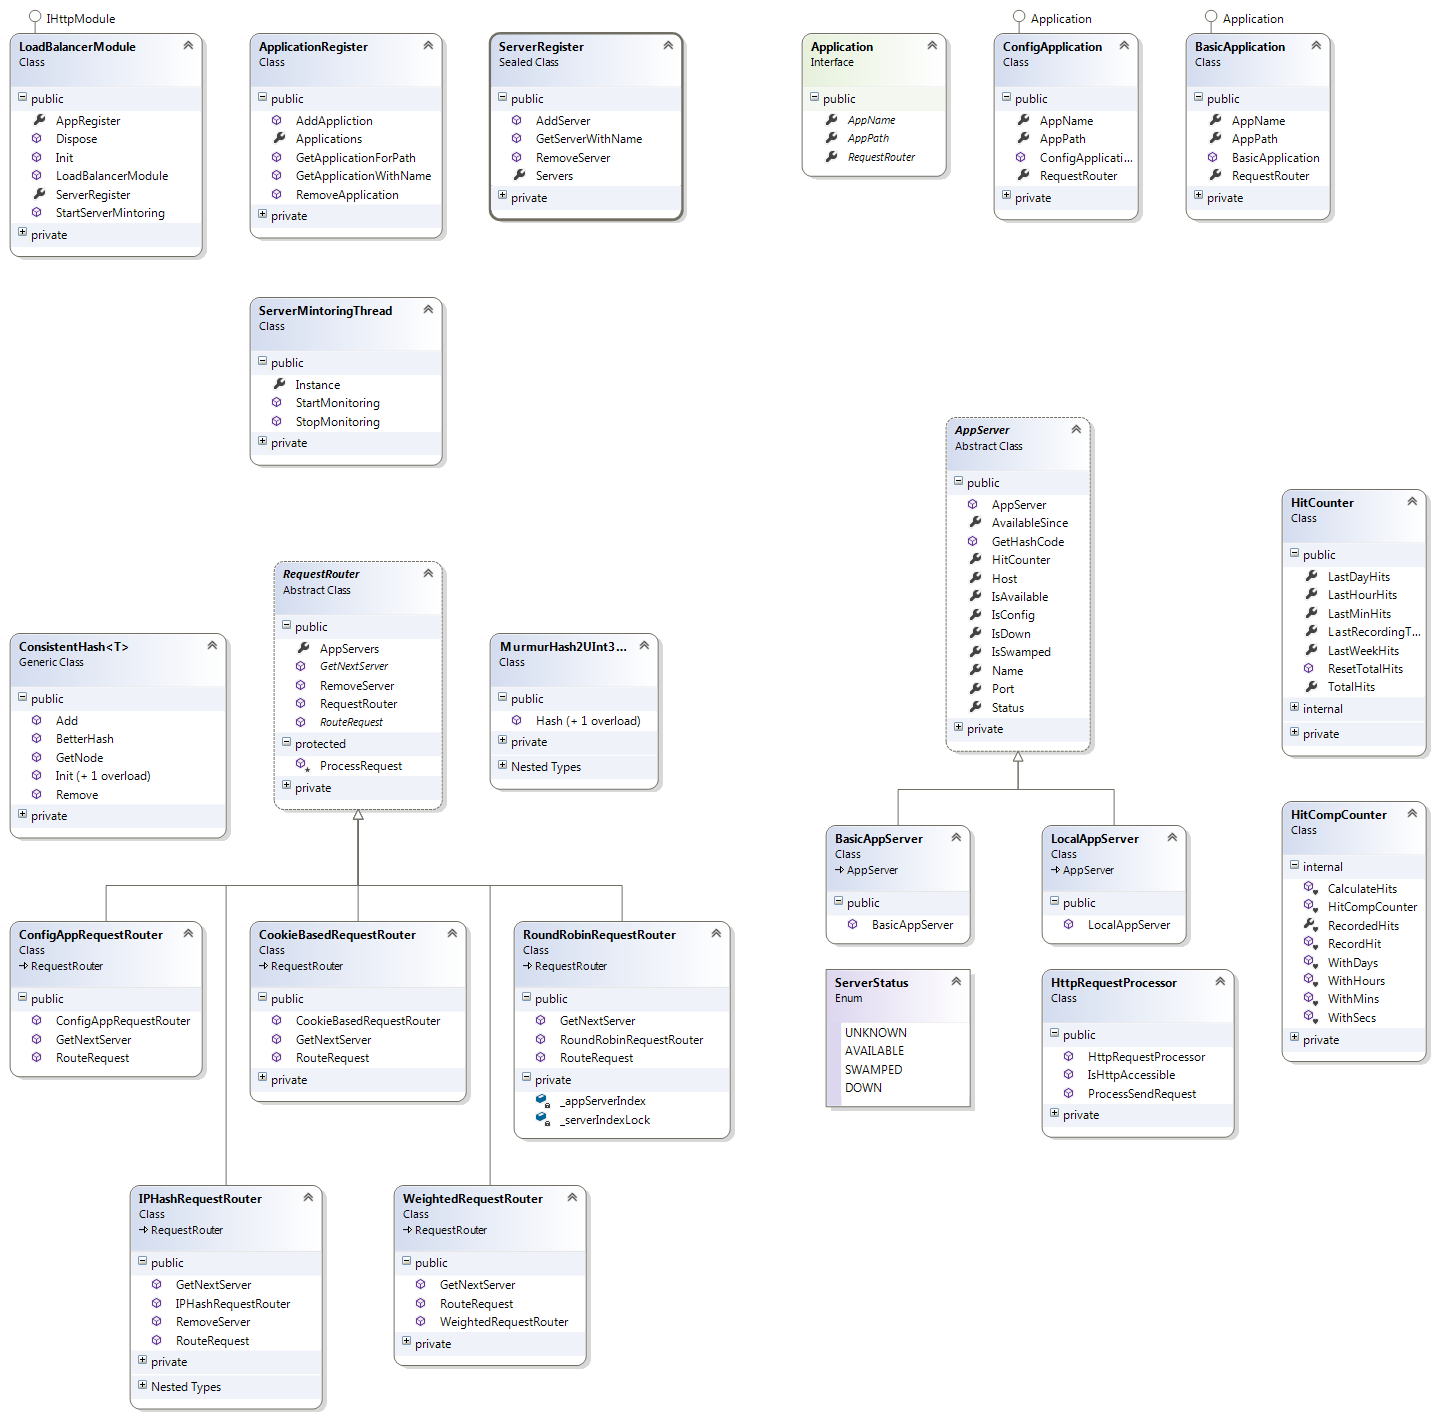 IHttpModule
LoadBalancerModule
Class
public
AppRegister
Dispose
Init
LoadBalancerModule
ServerRegister
StartServerMintoring
private
ApplicationRegister
Class
public
AddAppliction
Applications
GetApplicationForPath
GetApplicationWithName
RemoveApplication
private
ServerRegister
Sealed Class
public
AddServer
GetServerWithName
RemoveServer
Servers
private
Application
Interface
public
AppName
AppPath
RequestRouter
Application
ConfigApplication
Class
public
AppName
AppPath
ConfigApplicati...
RequestRouter
private
Application
BasicApplication
Class
public
AppName
AppPath
BasicApplication
RequestRouter
private
ServerMintoringThread
Class
public
Instance
StartMonitoring
StopMonitoring
private
AppServer
Abstract Class
public
AppServer
AvailableSince
GetHashCode
HitCounter
Host
IsAvailable
IsConfig
IsDown
IsSwamped
Name
Port
Status
private
HitCounter
Class
public
LastDayHits
LastHourHits
LastMinHits
LastRecordingT...
LastWeekHits
ResetTotalHits
TotalHits
internal
private
ConsistentHash<T>
Generic Class
public
Add
BetterHash
GetNode
Init (+ 1 overload)
Remove
private
RequestRouter
Abstract Class
public
AppServers
GetNextServer
RemoveServer
RequestRouter
RouteRequest
protected
ProcessRequest
private
MurmurHash2UInt3...
Class
public
Hash (+ 1 overload)
private
Nested Types
BasicAppServer
Class
AppServer
public
BasicAppServer
LocalAppServer
Class
AppServer
public
LocalAppServer
HitCompCounter
Class
internal
CalculateHits
HitCompCounter
RecordedHits
RecordHit
WithDays
WithHours
WithMins
WithSecs
private
ConfigAppRequestRouter
Class
RequestRouter
public
ConfigAppRequestRouter
GetNextServer
RouteRequest
CookieBasedRequestRouter
Class
RequestRouter
public
CookieBasedRequestRouter
GetNextServer
RouteRequest
private
RoundRobinRequestRouter
Class
RequestRouter
public
GetNextServer
RoundRobinRequestRouter
RouteRequest
private
_appServerIndex
_serverIndexLock
ServerStatus
Enum
UNKNOWN
AVAILABLE
SWAMPED
DOWN
HttpRequestProcessor
Class
public
HttpRequestProcessor
IsHttpAccessible
ProcessSendRequest
private
IPHashRequestRouter
Class
RequestRouter
public
GetNextServer
IPHashRequestRouter
RemoveServer
RouteRequest
private
Nested Types
WeightedRequestRouter
Class
RequestRouter
public
GetNextServer
RouteRequest
WeightedRequestRouter
private